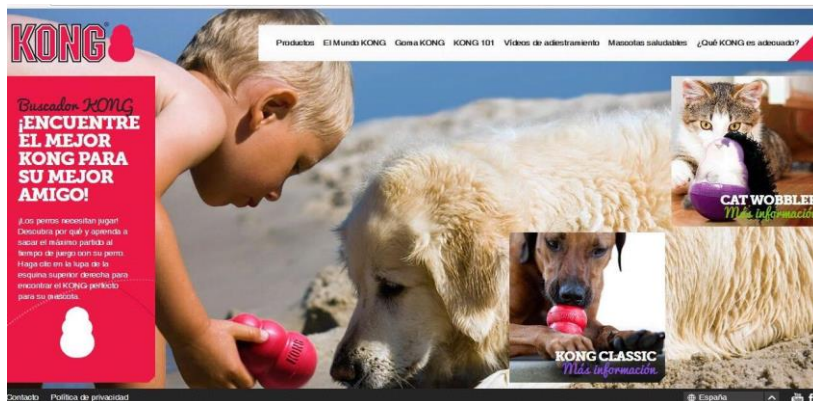 KONG
Productos El Mundo KONG Goma KONG KONG 101 Vídeos de adiestramiento Mascotas saludables ¿Qué KONG es adecuado?
Buscador KONG
¡ENCUENTRE
EL MEJOR
KONG PARA
SU MEJOR
AMIGO!
¡Los perros necesitan jugar!
Descubra por qué y aprenda a
sacar el máximo partido al
tiempo de juego con su perro.
Haga clic en la lupa de la
esquina superior derecha para
encontrar el KONG perfecto
para su mascota.
CAT WOBBLER
Más información
KONG
KONG CLASSIC
Más información
Contacto Política de privacidad
España